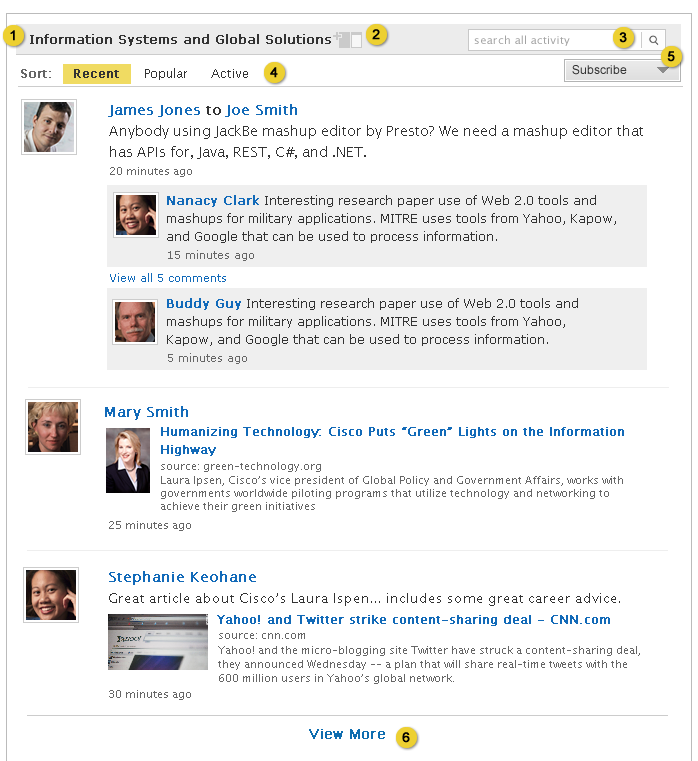 1 Information Systems and Global Solutions 2 search all activity 3
Sort: Recent Popular Active 4 Subscribe 5
James Jones to Joe Smith
Anybody using JackBe mashup editor by Presto? We need a mashup editor that
has APIs for, Java, REST, C#, and .NET.
20 minutes ago
Nanacy Clark Interesting research paper use of Web 2.0 tools and
mashups for military applications. MITRE uses tools from Yahoo, Kapow,
and Google that can be used to process information.
15 minutes ago
View all 5 comments
Buddy Guy Interesting research paper use of Web 2.0 tools and
mashups for military applications. MITRE uses tools from Yahoo,
Kapow, and Google that can be used to process information.
5 minutes ago
Mary Smith
Humanizing Technology: Cisco Puts “Green” Lights on the Information
Highway
source: green-technology.org
Laura Ipsen, Cisco’s vice president of Global Policy and Government Affairs, works with
governments worldwide piloting programs that utilize technology and networking to
achieve their green initiatives
25 minutes ago
Stephanie Keohane
Great article about Cisco’s Laura Ispen... includes some great career advice.
Yahoo! and Twitter strike content-sharing deal - CNN.com
source: cnn.com
Yahoo! and the micro-blogging site Twitter have struck a content-sharing deal,
they announced Wednesday -- a plan that will share real-time tweets with the
600 million users in Yahoo’s global network.
YAHOO!
30 minutes ago
View More 6